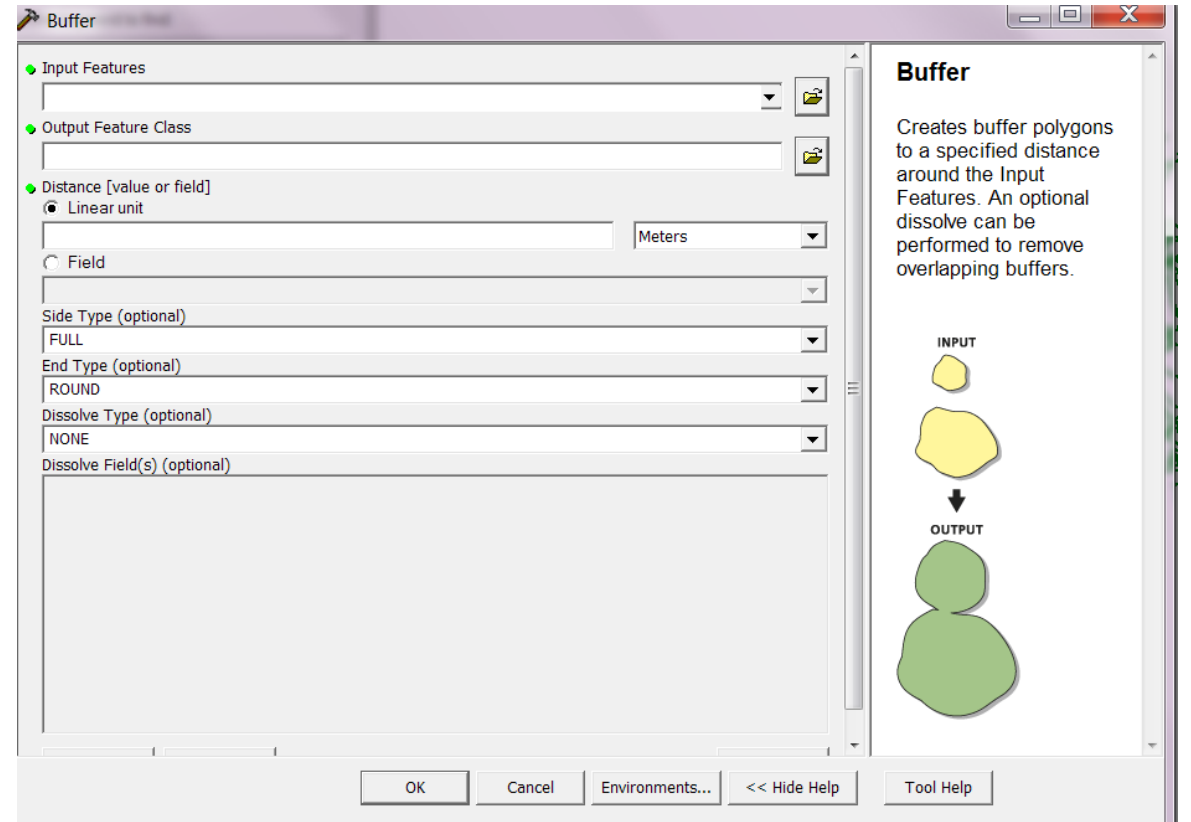 Buffer
Input Features
Output Feature Class
Distance [value or field]
Linear unit
Meters
Field
Side Type (optional)
FULL
End Type (optional)
ROUND
Dissolve Type (optional)
NONE
Dissolve Field(s) (optional)
OK
Cancel
Environments...
<< Hide Help
Tool Help
Buffer
Creates buffer polygons
to a specified distance
around the Input
Features. An optional
dissolve can be
performed to remove
overlapping buffers.
INPUT
OUTPUT